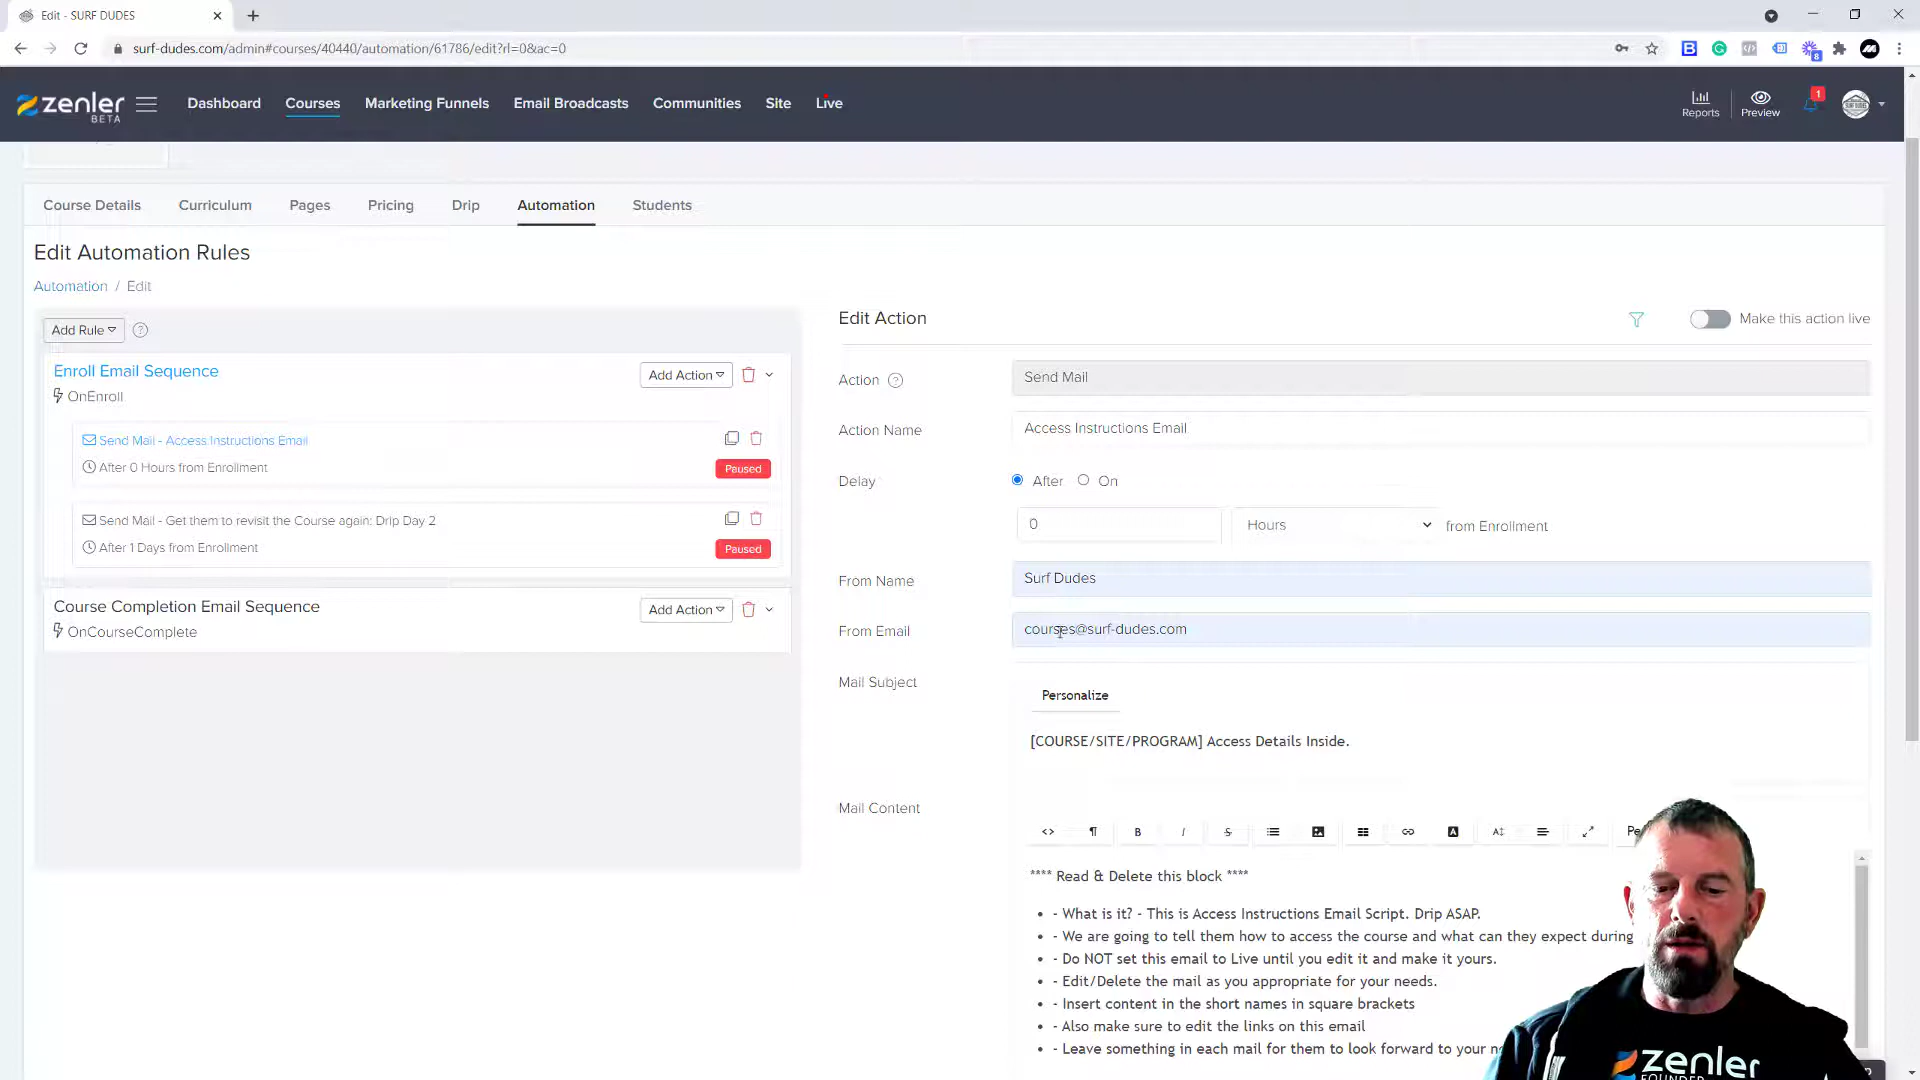 Edit - SURF DUDES
surf-dudes.com/admin#courses/40440/automation/61786/edit?rl=0&ac=0
8
zenler
BETA
Dashboard
Courses
Marketing Funnels
Email Broadcasts
Communities
Site
Live
Reports
Preview
1
Course Details
Curriculum
Pages
Pricing
Drip
Automation
Students
Edit Automation Rules
Automation / Edit
Add Rule
Enroll Email Sequence
Add Action
OnEnroll
Send Mail - Access Instructions Email
After 0 Hours from Enrollment
Paused
Send Mail - Get them to revisit the Course again: Drip Day 2
After 1 Days from Enrollment
Paused
Course Completion Email Sequence
Add Action
OnCourseComplete
Edit Action
Make this action live
Action
Send Mail
Action Name
Access Instructions Email
Delay
After
On
0
Hours
from Enrollment
From Name
Surf Dudes
From Email
courses@surf-dudes.com
Mail Subject
Personalize
[COURSE/SITE/PROGRAM] Access Details Inside.
Mail Content
**** Read & Delete this block ****
- What is it? - This is Access Instructions Email Script. Drip ASAP.
- We are going to tell them how to access the course and what can they expect during
- Do NOT set this email to Live until you edit it and make it yours.
- Edit/Delete the mail as you appropriate for your needs.
- Insert content in the short names in square brackets
- Also make sure to edit the links on this email
- Leave something in each mail for them to look forward to your
zenler
FOUNDER